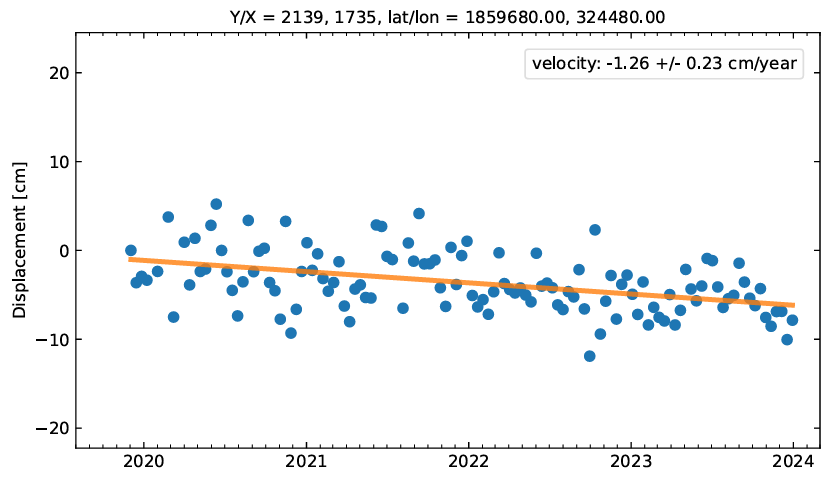 Y/X = 2139, 1735, lat/lon = 1859680.00, 324480.00
velocity: -1.26 +/- 0.23 cm/year
Displacement [cm]
20
10
0
−10
−20
2020 2021 2022 2023 2024